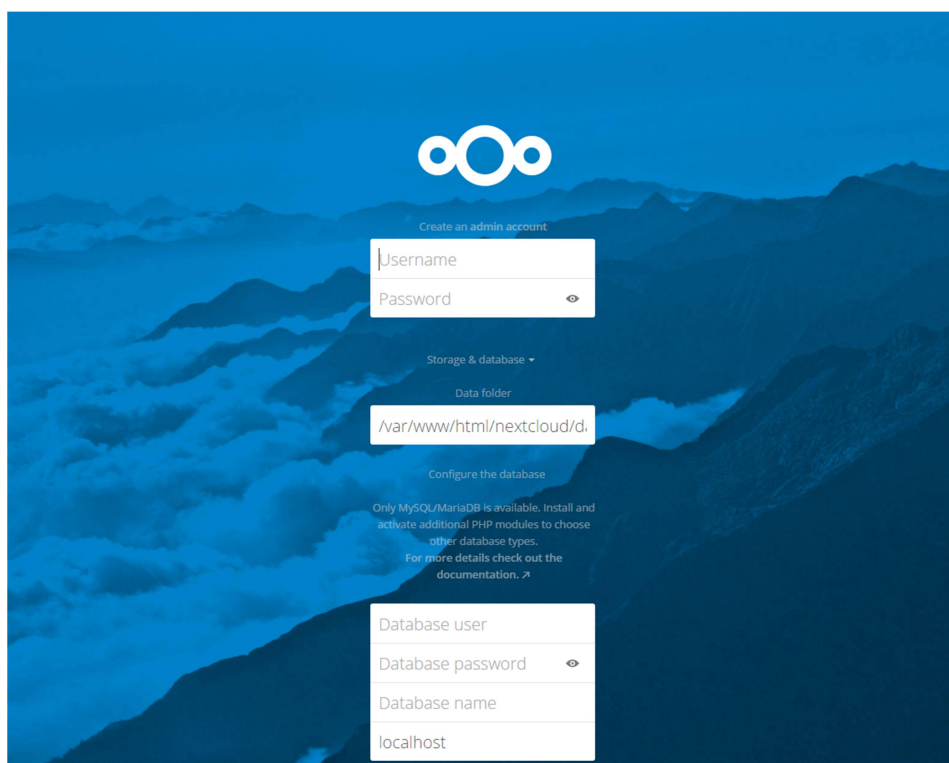 Create an admin account
Username
Password
Storage & database
Data folder
/var/www/html/nextcloud/d
Configure the database
Only MySQL/MariaDB is available. Install and
activate additional PHP modules to choose
other database types.
For more details check out the
documentation. ↗
Database user
Database password
Database name
localhost